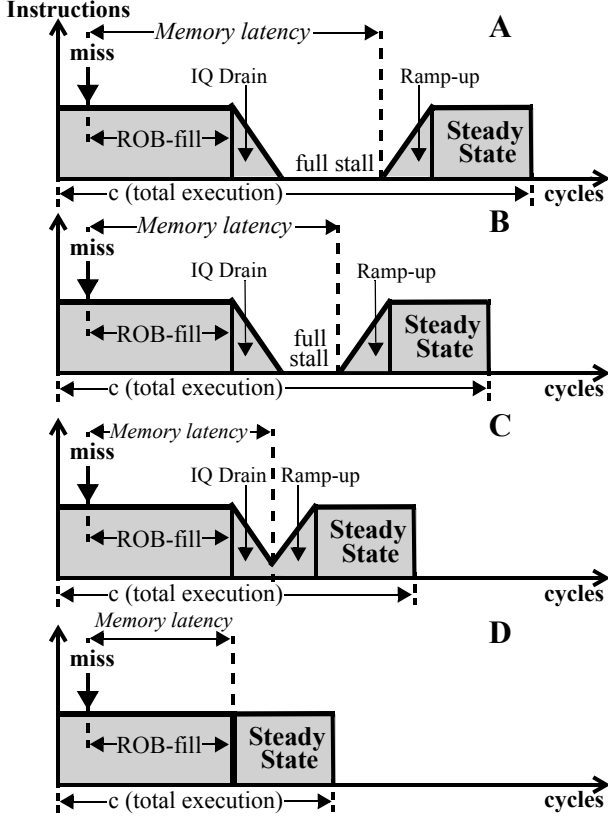 Instructions
Memory latency
A
miss
IQ Drain
Ramp-up
ROB-fill
full stall
Steady
State
c (total execution)
cycles
B
Memory latency
miss
IQ Drain
Ramp-up
ROB-fill
full
stall
Steady
State
c (total execution)
cycles
C
Memory latency
miss
IQ Drain
Ramp-up
ROB-fill
Steady
State
c (total execution)
cycles
Memory latency
D
miss
ROB-fill
Steady
State
c (total execution)
cycles